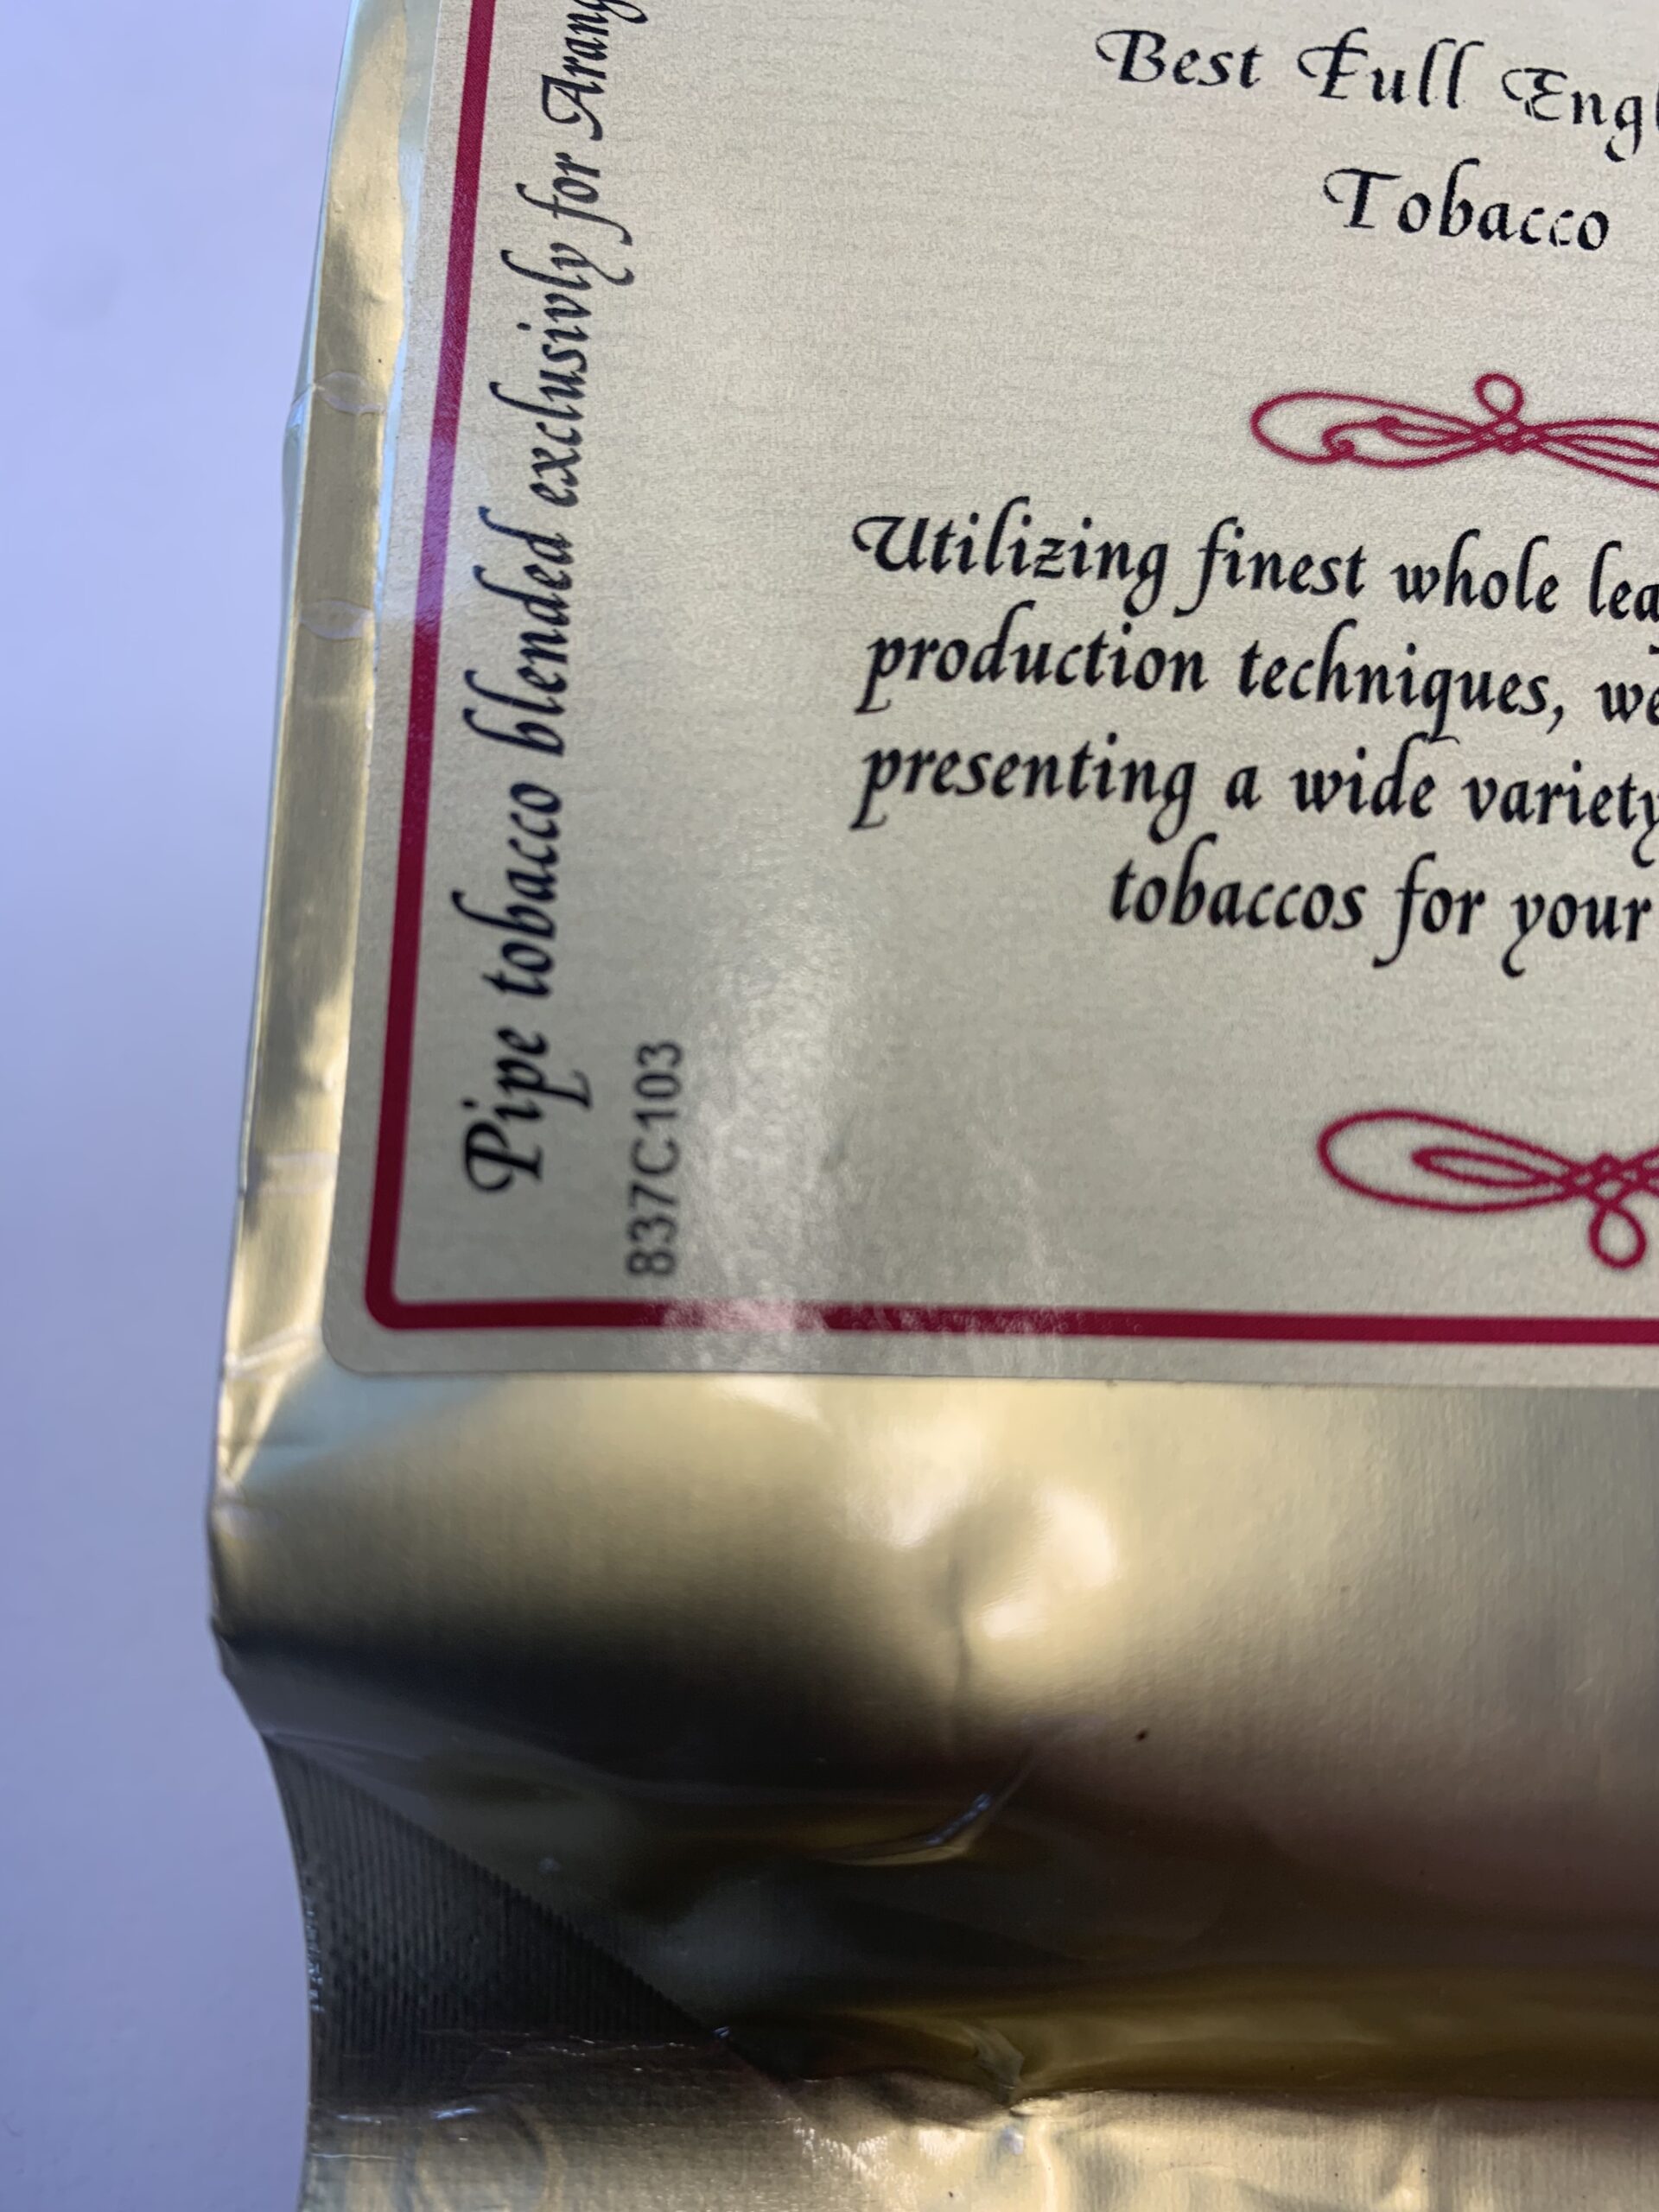 Best Full Engl
Tobacco
Utilizing finest whole lea
production techniques, we
presenting a wide variety
tobaccos for your
Pipe tobacco blended exclusivly for Arang
837C103